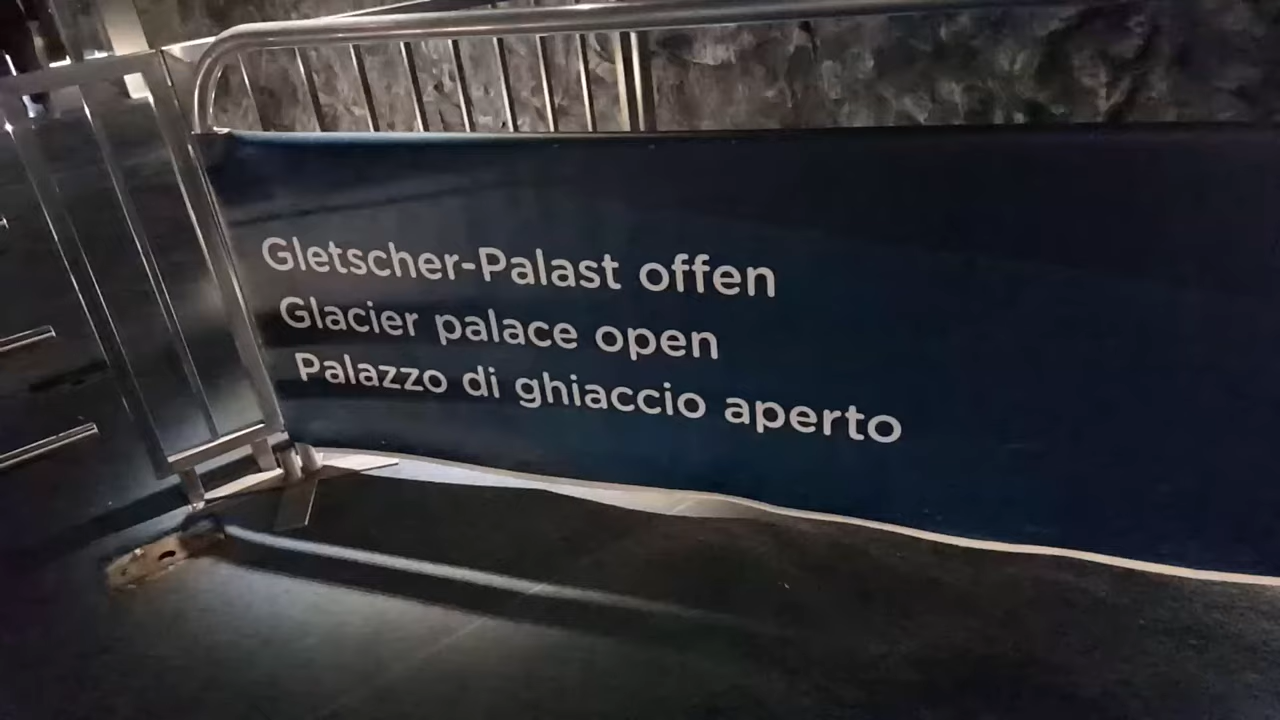 Gletscher-Palast offen
Glacier palace open
Palazzo di ghiaccio aperto